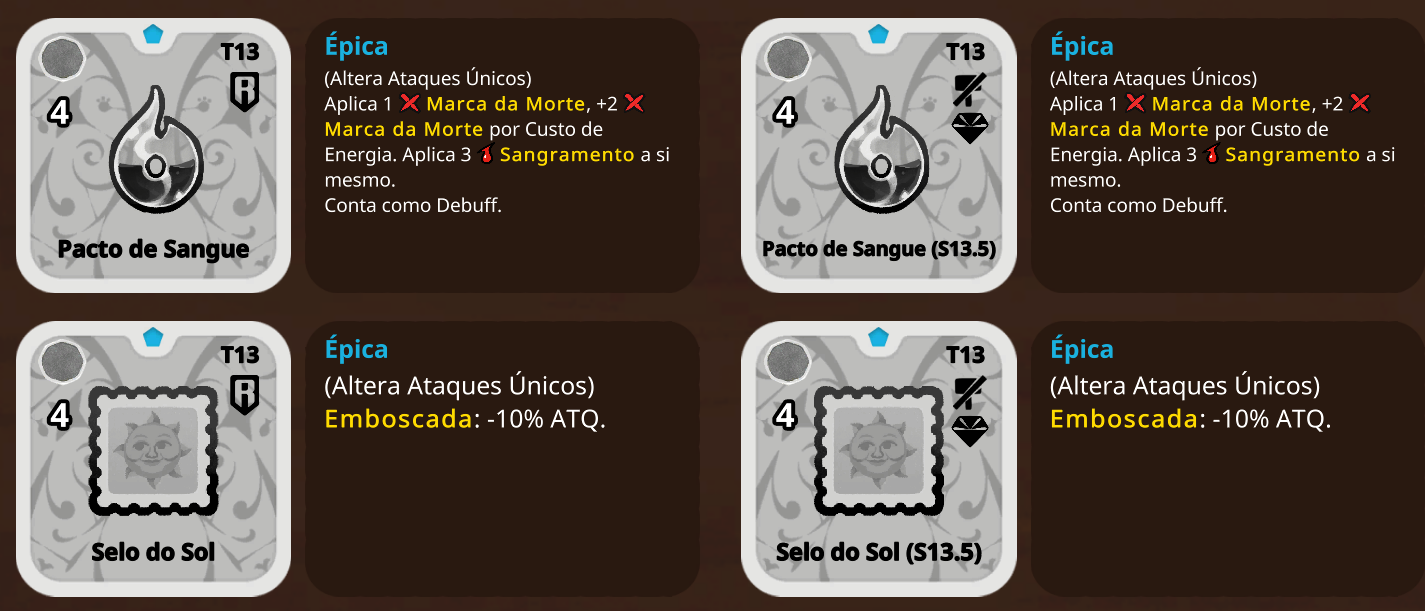 T13
4
Pacto de Sangue
Épica
(Altera Ataques Únicos)
Aplica 1 Marca da Morte, +2
Marca da Morte por Custo de
Energia. Aplica 3 Sangramento a si
mesmo.
Conta como Debuff.
T13
4
Pacto de Sangue (S13.5)
Épica
(Altera Ataques Únicos)
Aplica 1 Marca da Morte, +2
Marca da Morte por Custo de
Energia. Aplica 3 Sangramento a si
mesmo.
Conta como Debuff.
T13
R
4
Selo do Sol
Épica
(Altera Ataques Únicos)
Emboscada: -10% ATQ.
T13
4
Selo do Sol (S13.5)
Épica
(Altera Ataques Únicos)
Emboscada: -10% ATQ.